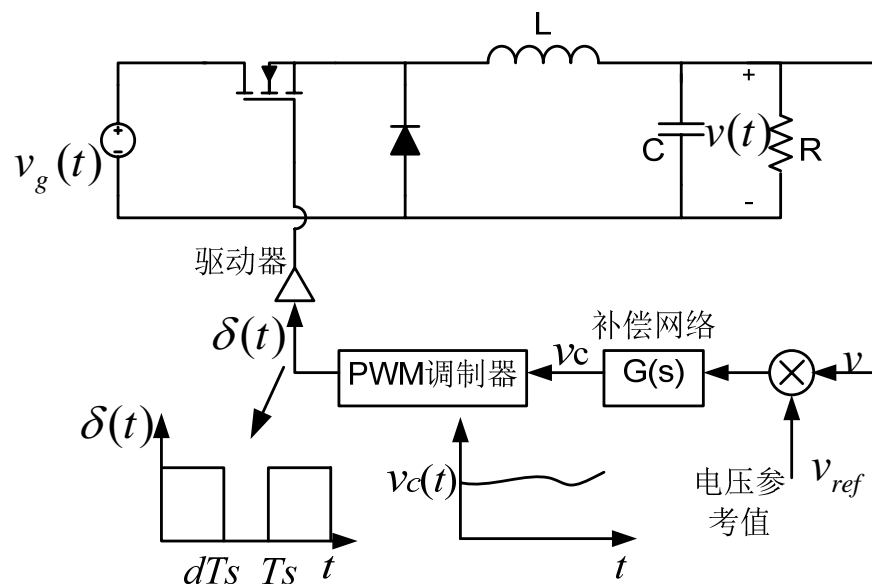 L
+
-
v_g(t)
+
C
v(t)
R
-
驱动器
δ(t)
PWM调制器
vc
补偿网络
G(s)
v
δ(t)
dTs
Ts
t
vc(t)
t
电压参
考值
v_ref